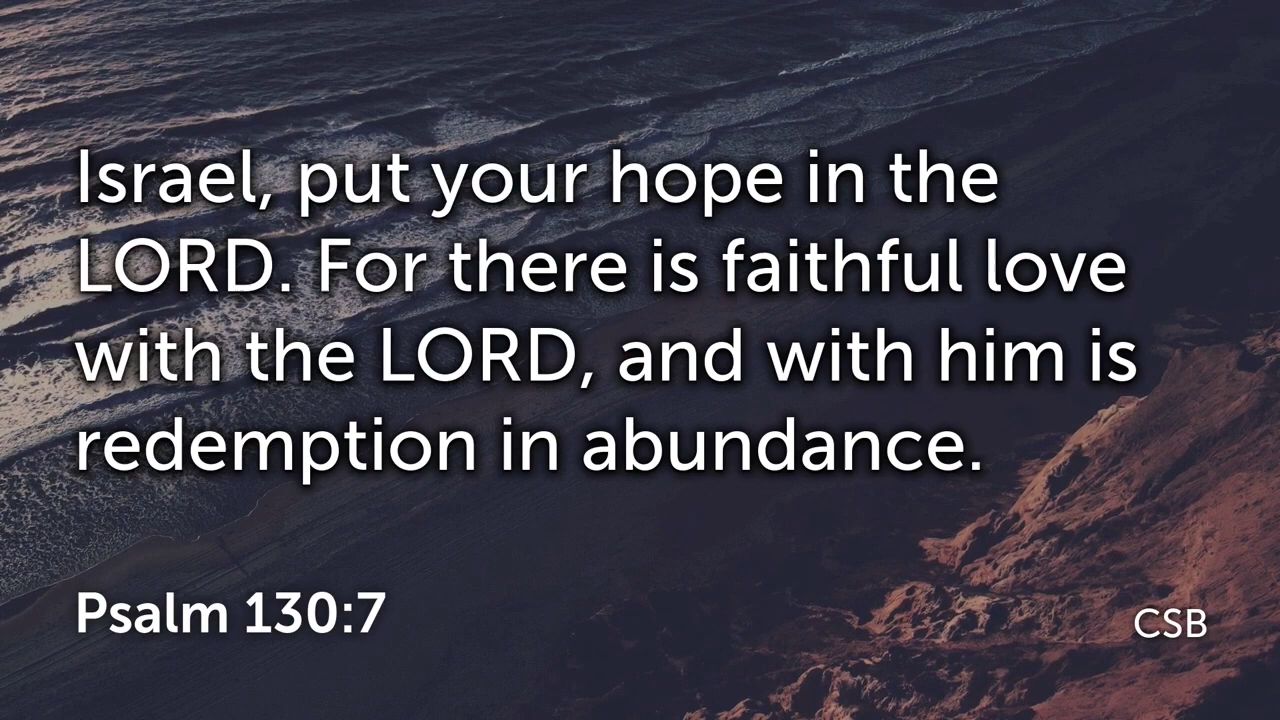 Israel, put your hope in the
LORD. For there is faithful love
with the LORD, and with him is
redemption in abundance.
Psalm 130:7
CSB